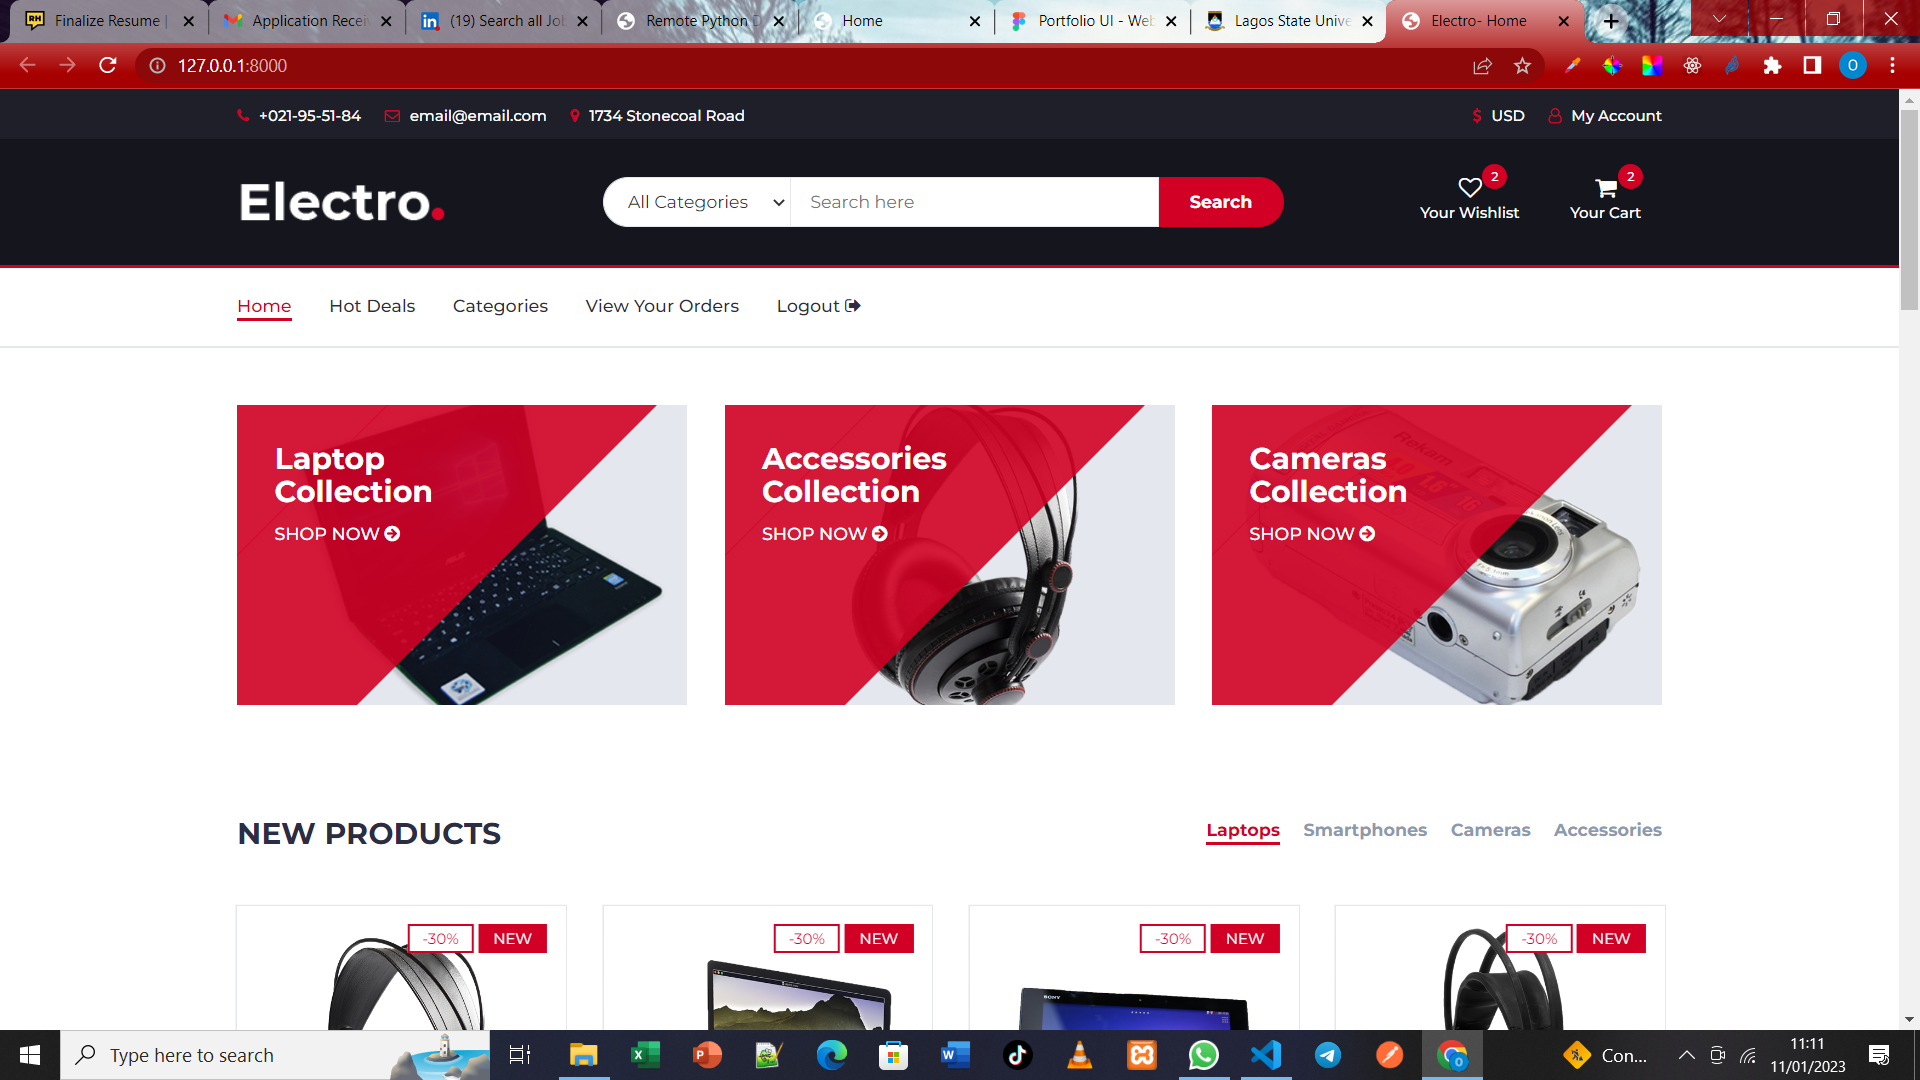 Finalize Resume |
Application Recei
(19) Search all Jo
Remote Python D
Home
Portfolio UI - Web
Lagos State Unive
Electro- Home
127.0.0.1:8000
O
+021-95-51-84
email@email.com
1734 Stonecoal Road
$ USD
My Account
Electro.
All Categories
Search here
Search
2
Your Wishlist
2
Your Cart
Home
Hot Deals
Categories
View Your Orders
Logout
Laptop
Collection
SHOP NOW
Accessories
Collection
SHOP NOW
Cameras
Collection
SHOP NOW
NEW PRODUCTS
Laptops
Smartphones
Cameras
Accessories
-30%
NEW
-30%
NEW
-30%
NEW
-30%
NEW
SONY
Type here to search
Con...
11:11
11/01/2023